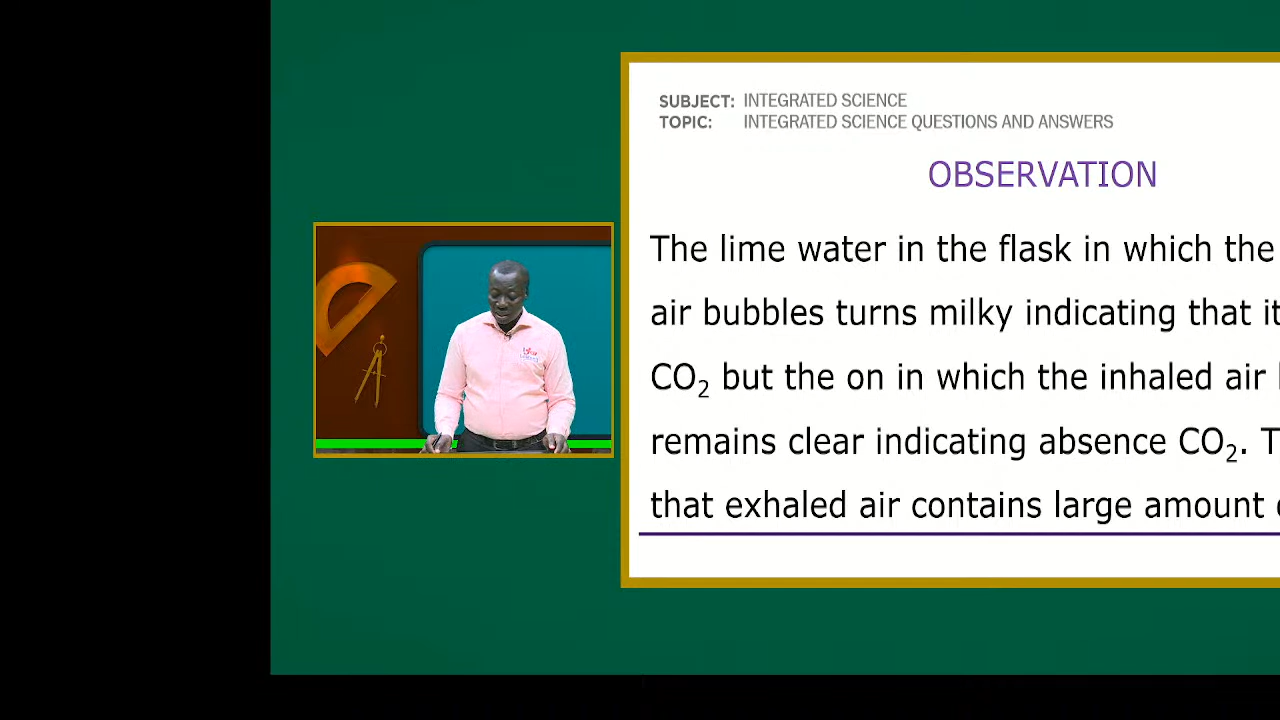 SUBJECT: INTEGRATED SCIENCE
TOPIC: INTEGRATED SCIENCE QUESTIONS AND ANSWERS
OBSERVATION
The lime water in the flask in which the
air bubbles turns milky indicating that it
CO₂ but the on in which the inhaled air
remains clear indicating absence CO₂. T
that exhaled air contains large amount